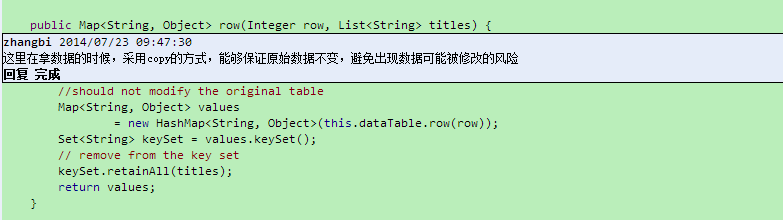 public Map<String, Object> row(Integer row, List<String> titles) {
zhangbi 2014/07/23 09:47:30
这里在拿数据的时候，采用copy的方式，能够保证原始数据不变，避免出现数据可能被修改的风险
回复 完成
//should not modify the original table
Map<String, Object> values
= new HashMap<String, Object>(this.dataTable.row(row));
Set<String> keySet = values.keySet();
// remove from the key set
keySet.retainAll(titles);
return values;
}